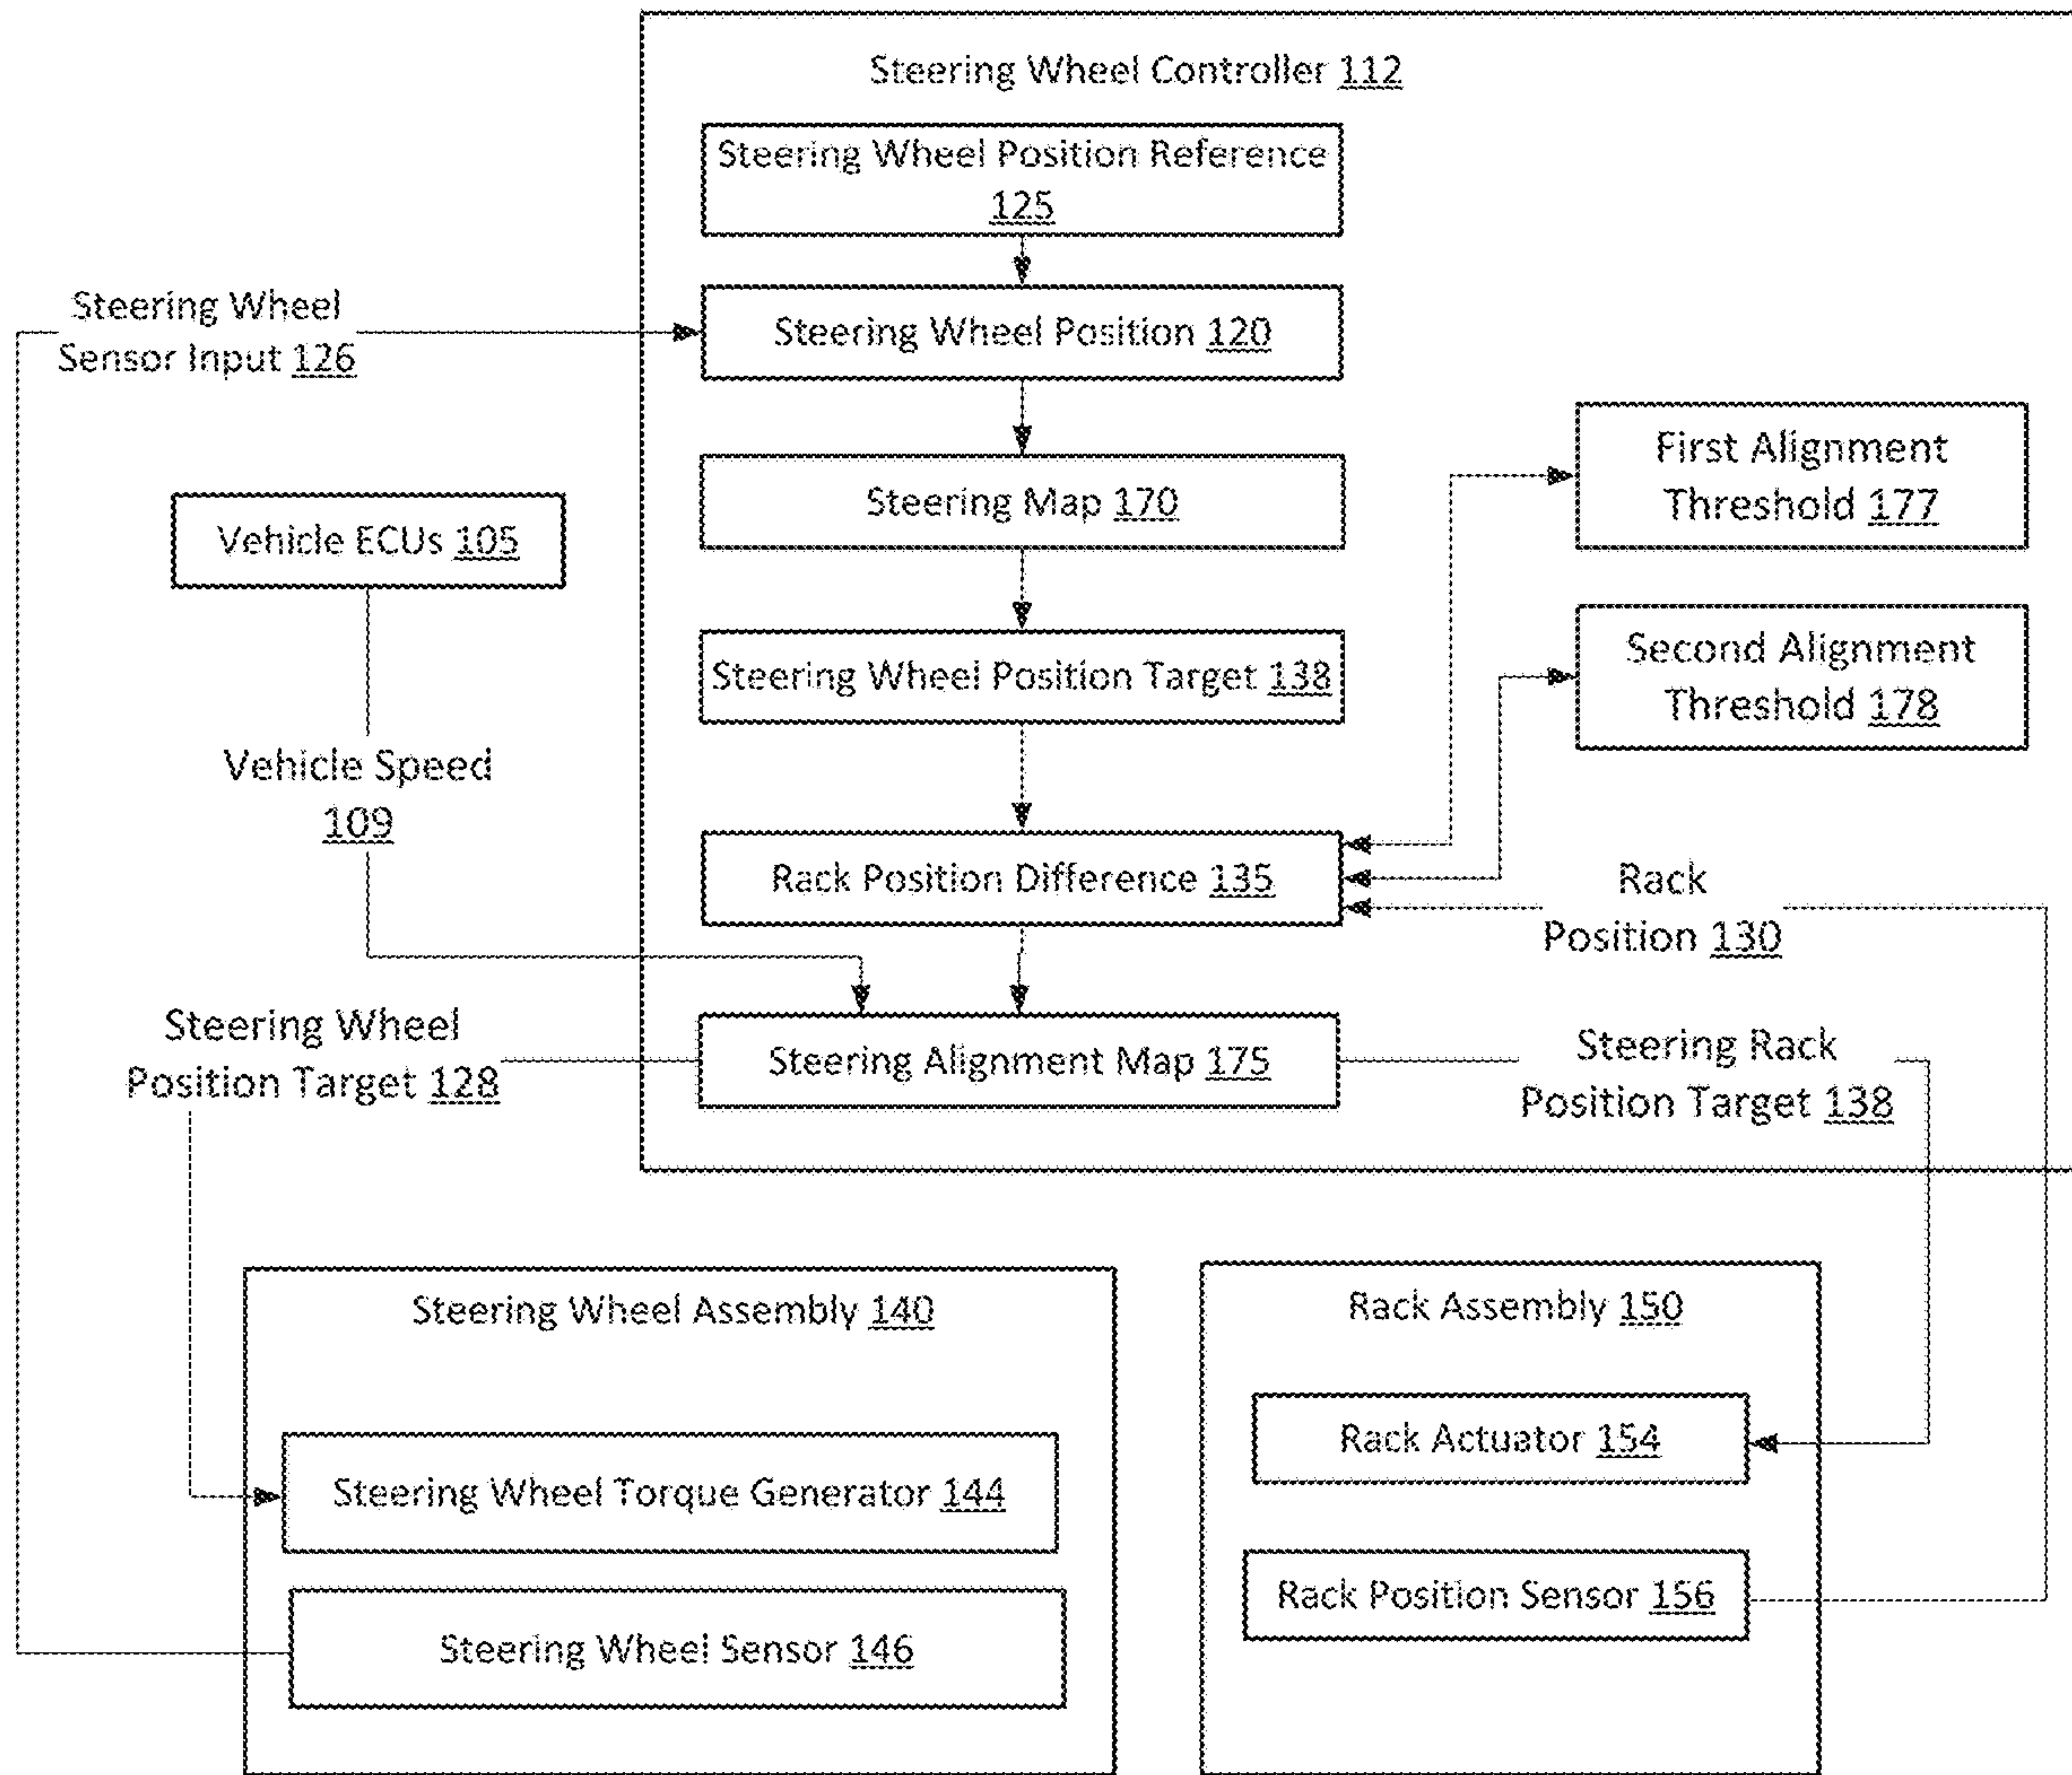 Steering Wheel Controller 112
Steering Wheel Position Reference
125
Steering Wheel
Sensor Input 126
Steering Wheel Position 120
First Alignment
Threshold 177
Steering Map 170
Vehicle ECUs 105
Second Alignment
Threshold 178
Steering Wheel Position Target 138
Vehicle Speed
109
Rack Position Difference 135
Rack
Position 130
Steering Wheel
Position Target 128
Steering Alignment Map 175
Steering Rack
Position Target 138
Steering Wheel Assembly 140
Rack Assembly 150
Rack Actuator 154
Steering Wheel Torque Generator 144
Rack Position Sensor 156
Steering Wheel Sensor 146